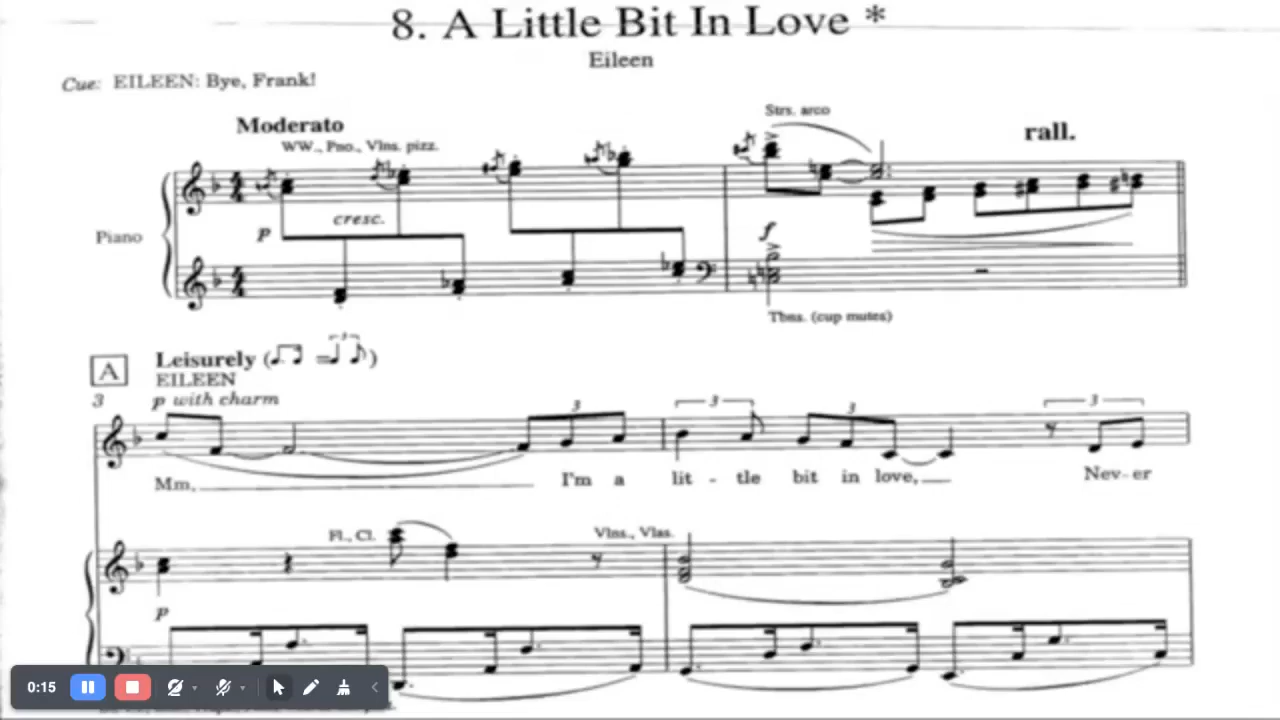 8. A Little Bit In Love *
Eileen
Cue: EILEEN: Bye, Frank!
Moderato
WW., Pno., Vlns. pizz.
Strs. arco
rall.
cresc.
p
f
Piano
Tbns. (cup mutes)
A
Leisurely ( = 3 )
EILEEN
3
p with charm
3
3
3
3
Mm, I'm a lit - tle bit in love, Nev - er
Fl., Cl.
Vlns., Vlas.
p
0:15